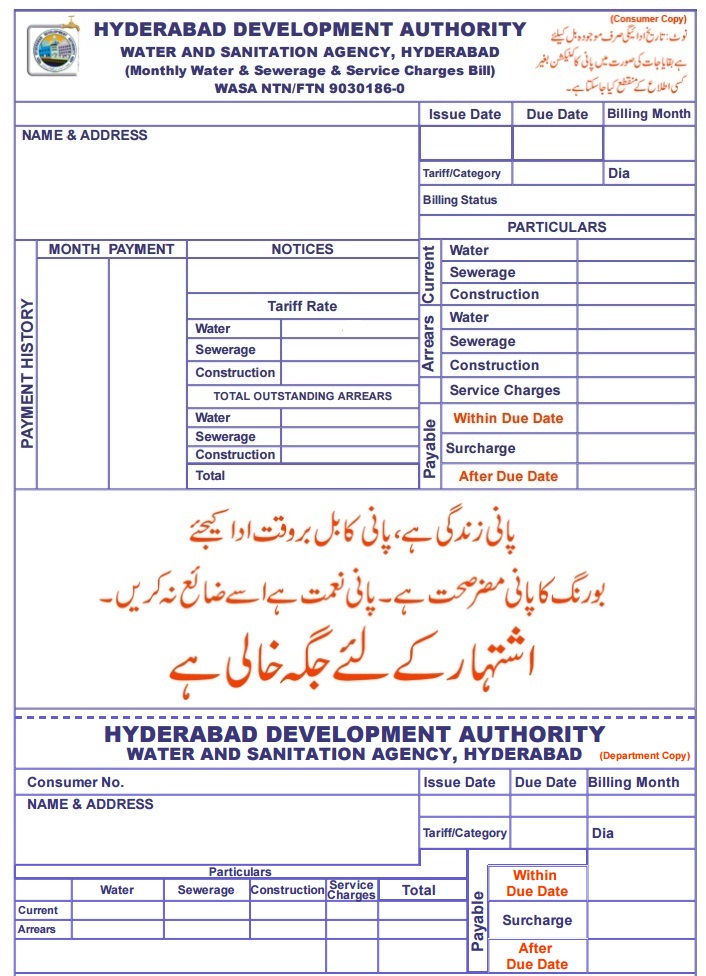 HYDERABAD DEVELOPMENT AUTHORITY
WATER AND SANITATION AGENCY, HYDERABAD
(Monthly Water & Sewerage & Service Charges Bill)
WASA NTN/FTN 9030186-0
(Consumer Copy)
نوٹ: تاریخ ادائیگی صرف موجودہ بل کیلئے
ہے بقایا جات کی صورت میں پانی کا کنیکشن بغیر
کسی اطلاع کے منقطع کیا جاسکتا ہے۔
Issue Date Due Date Billing Month
NAME & ADDRESS
Tariff/Category Dia
Billing Status
PARTICULARS
MONTH PAYMENT NOTICES
PAYMENT HISTORY
Tariff Rate
Water
Sewerage
Construction
TOTAL OUTSTANDING ARREARS
Water
Sewerage
Construction
Total
Current
Water
Sewerage
Construction
Arrears
Water
Sewerage
Construction
Service Charges
Payable
Within Due Date
Surcharge
After Due Date
پانی زندگی ہے، پانی کا بل بروقت ادا کیجئے
بورنگ کا پانی مضر صحت ہے۔ پانی نعمت ہے اسے ضائع نہ کریں۔
اشتہار کے لئے جگہ خالی ہے
HYDERABAD DEVELOPMENT AUTHORITY
WATER AND SANITATION AGENCY, HYDERABAD
(Department Copy)
Consumer No. Issue Date Due Date Billing Month
NAME & ADDRESS
Tariff/Category Dia
Particulars
Water Sewerage Construction Service Charges Total
Current
Arrears
Payable
Within
Due Date
Surcharge
After
Due Date